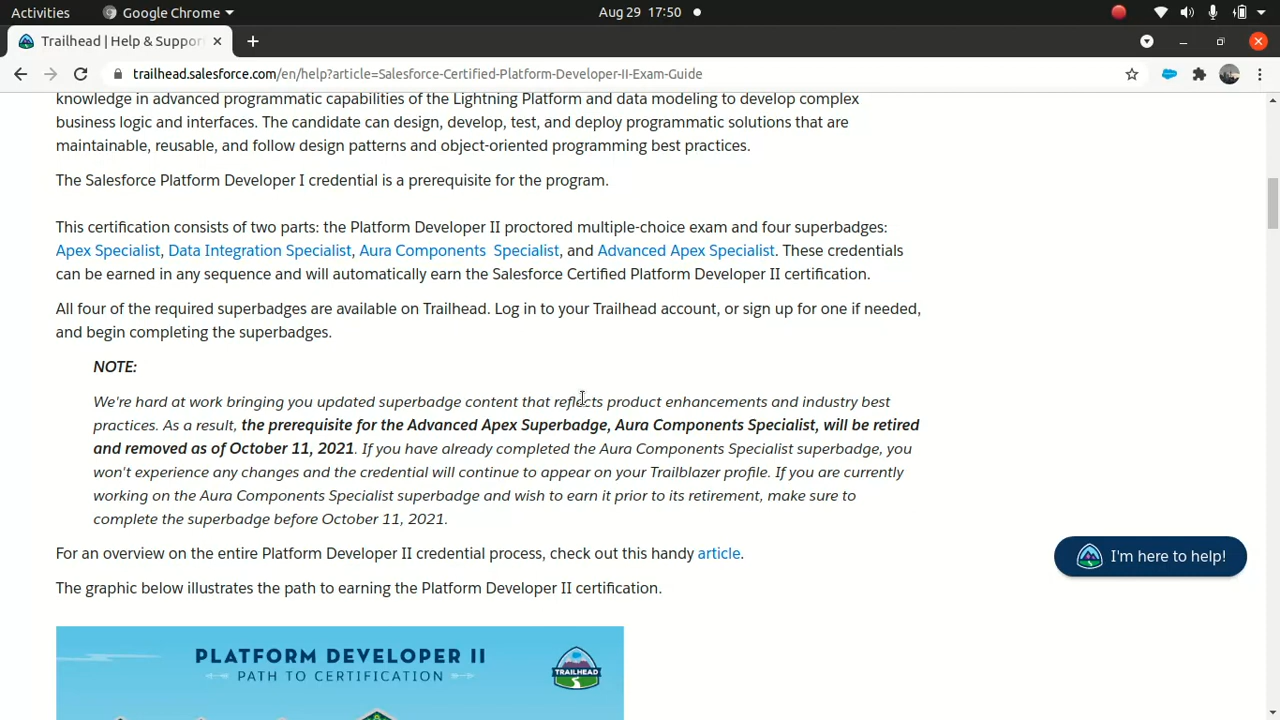 Activities
Google Chrome
Aug 29 17:50
Trailhead | Help & Suppor
trailhead.salesforce.com/en/help?article=Salesforce-Certified-Platform-Developer-II-Exam-Guide
knowledge in advanced programmatic capabilities of the Lightning Platform and data modeling to develop complex
business logic and interfaces. The candidate can design, develop, test, and deploy programmatic solutions that are
maintainable, reusable, and follow design patterns and object-oriented programming best practices.
The Salesforce Platform Developer I credential is a prerequisite for the program.
This certification consists of two parts: the Platform Developer II proctored multiple-choice exam and four superbadges:
Apex Specialist, Data Integration Specialist, Aura Components Specialist, and Advanced Apex Specialist. These credentials
can be earned in any sequence and will automatically earn the Salesforce Certified Platform Developer II certification.
All four of the required superbadges are available on Trailhead. Log in to your Trailhead account, or sign up for one if needed,
and begin completing the superbadges.
NOTE:
We're hard at work bringing you updated superbadge content that reflects product enhancements and industry best
practices. As a result, the prerequisite for the Advanced Apex Superbadge, Aura Components Specialist, will be retired
and removed as of October 11, 2021. If you have already completed the Aura Components Specialist superbadge, you
won't experience any changes and the credential will continue to appear on your Trailblazer profile. If you are currently
working on the Aura Components Specialist superbadge and wish to earn it prior to its retirement, make sure to
complete the superbadge before October 11, 2021.
For an overview on the entire Platform Developer II credential process, check out this handy article.
I'm here to help!
The graphic below illustrates the path to earning the Platform Developer II certification.
PLATFORM DEVELOPER II
PATH TO CERTIFICATION
TRAILHEAD